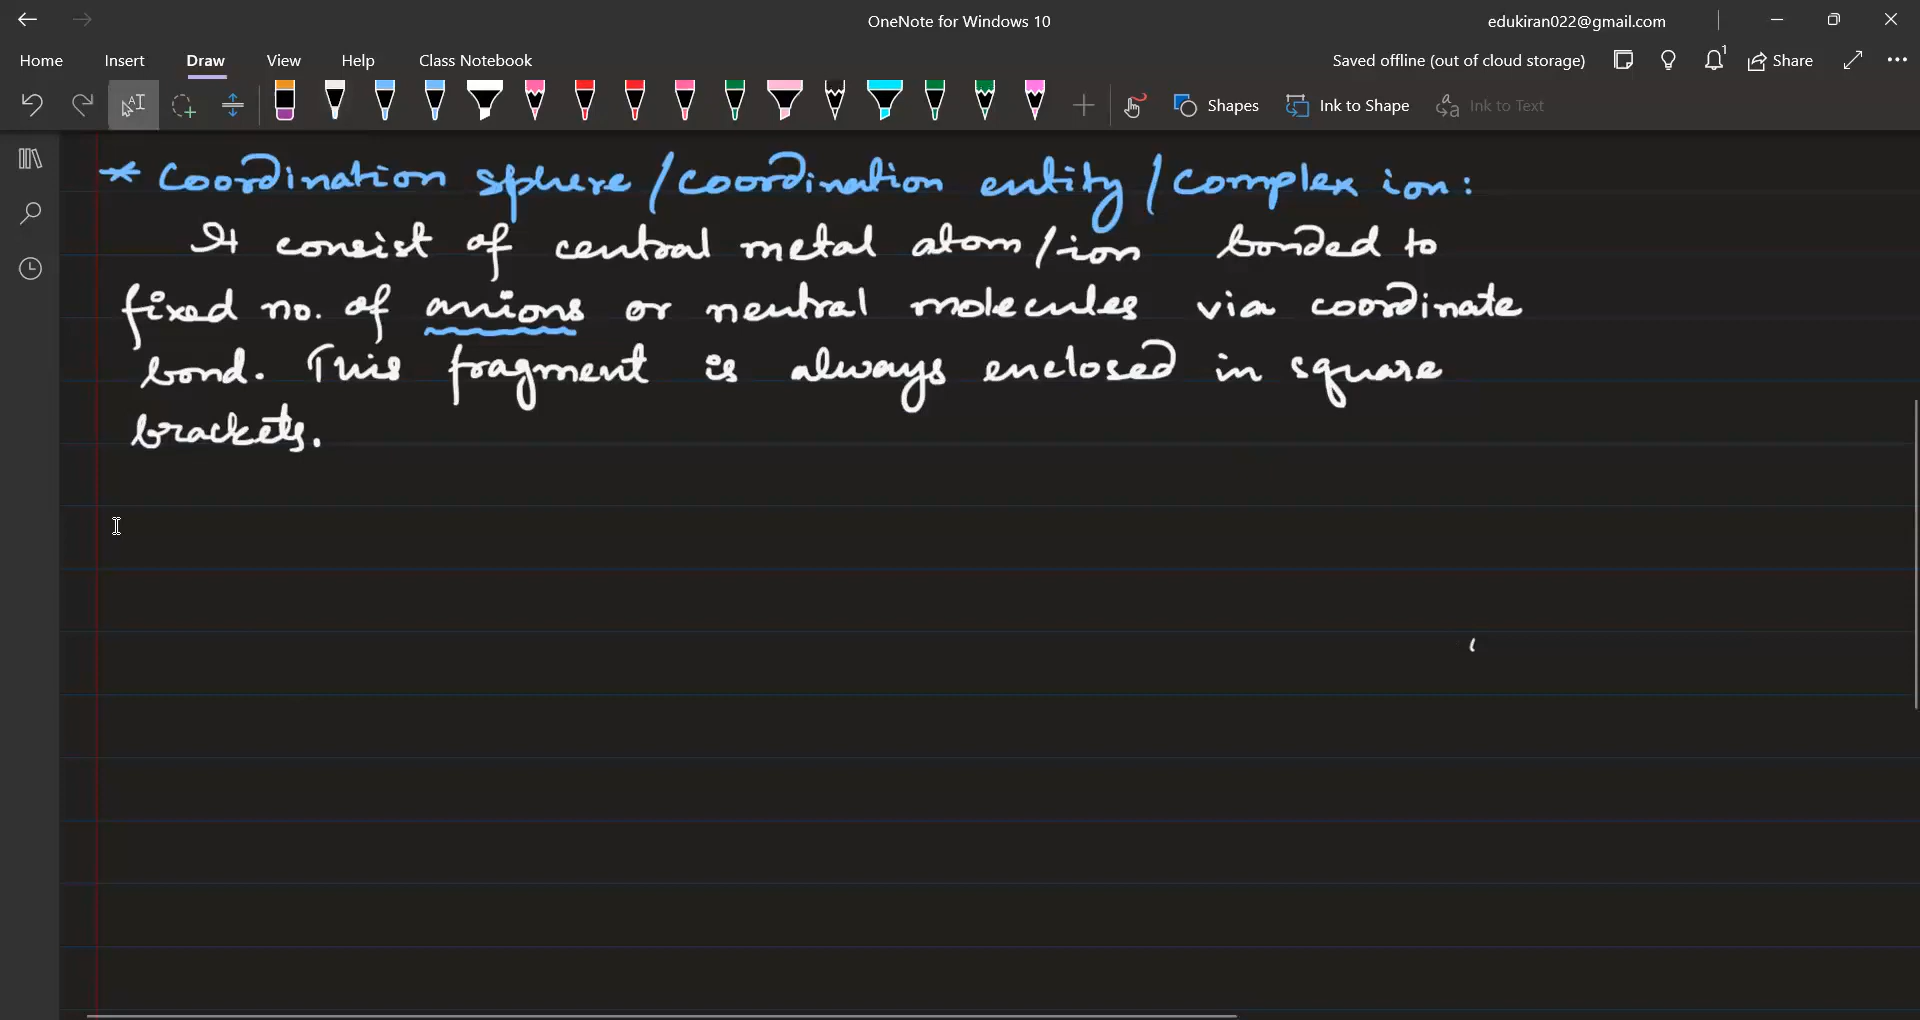 OneNote for Windows 10
edukiran022@gmail.com
Home Insert Draw View Help Class Notebook
Saved offline (out of cloud storage) 1 Share
Shapes Ink to Shape Ink to Text
* Coordination sphere/coordination entity/complex ion:
It consist of central metal atom/ion bonded to
fixed no. of anions or neutral molecules via coordinate
bond. This fragment is always enclosed in square
brackets.